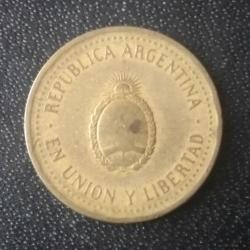 · REPUBLICA ARGENTINA ·
EN UNION Y LIBERTAD